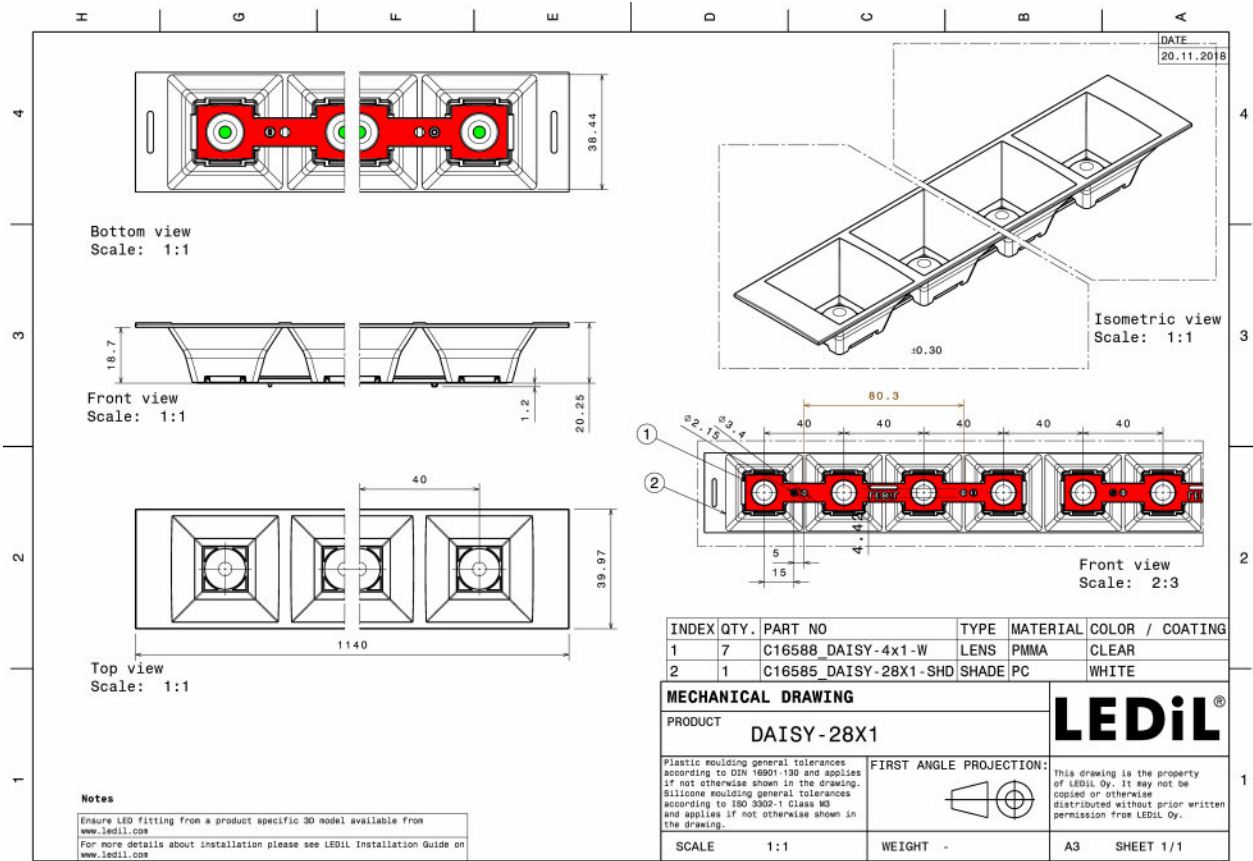 H G F E D C B A
DATE
20.11.2018
4 4
38.44
Bottom view
Scale: 1:1
3 3
18.7
1.2
20.25
Front view
Scale: 1:1
Isometric view
Scale: 1:1
±0.30
80.3
40 40 40 40 40
ø2.15
ø3.4
1
2
4.42
5
15
Front view
Scale: 2:3
2 2
40
39.97
1140
Top view
Scale: 1:1
INDEX QTY. PART NO TYPE MATERIAL COLOR / COATING
1 7 C16588_DAISY-4x1-W LENS PMMA CLEAR
2 1 C16585_DAISY-28X1-SHD SHADE PC WHITE
MECHANICAL DRAWING
PRODUCT
DAISY-28X1
LEDiL®
Plastic moulding general tolerances
according to DIN 16901-130 and applies
if not otherwise shown in the drawing.
Silicone moulding general tolerances
according to ISO 3302-1 Class M3
and applies if not otherwise shown in
the drawing.
FIRST ANGLE PROJECTION:
This drawing is the property
of LEDiL Oy. It may not be
copied or otherwise
distributed without prior written
permission from LEDiL Oy.
SCALE 1:1 WEIGHT - A3 SHEET 1/1
1 1
Notes
Ensure LED fitting from a product specific 3D model available from
www.ledil.com
For more details about installation please see LEDiL Installation Guide on
www.ledil.com